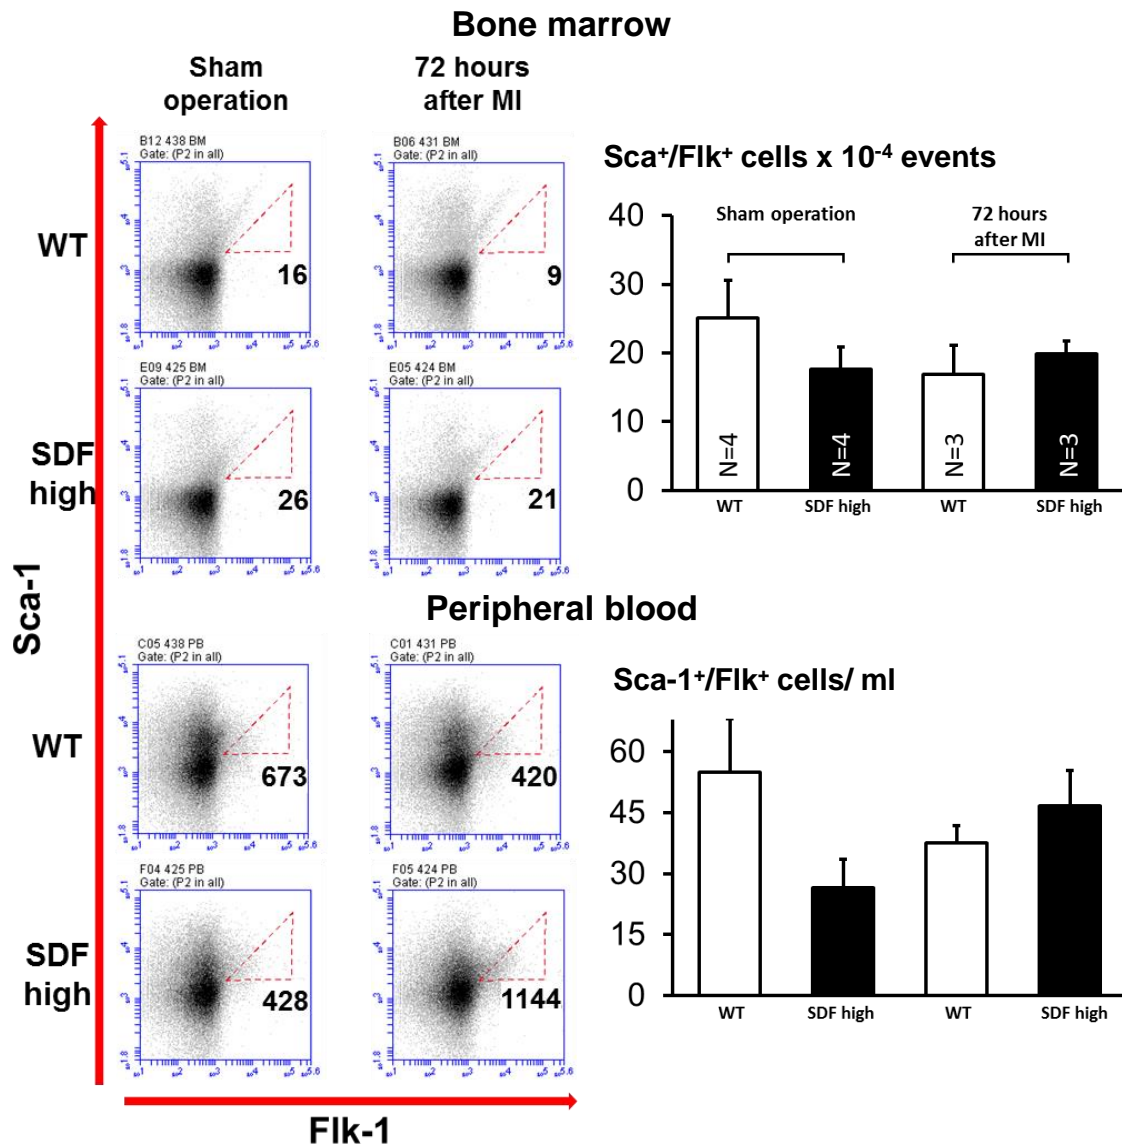 Bone marrow
Sham
operation
72 hours
after MI
B12 438 BM
Gate: (P2 in all)
B06 431 BM
Gate: (P2 in all)
WT
16
9
E09 425 BM
Gate: (P2 in all)
E05 424 BM
Gate: (P2 in all)
SDF
high
26
21
Sca⁺/Flk⁺ cells x 10⁻⁴ events
40
30
20
10
0
Sham operation
72 hours
after MI
N=4
N=4
N=3
N=3
WT
SDF high
WT
SDF high
Sca-1
Peripheral blood
C05 438 PB
Gate: (P2 in all)
C01 431 PB
Gate: (P2 in all)
WT
673
420
F04 425 PB
Gate: (P2 in all)
F05 424 PB
Gate: (P2 in all)
SDF
high
428
1144
Sca-1⁺/Flk⁺ cells/ ml
60
45
30
15
0
WT
SDF high
WT
SDF high
Flk-1